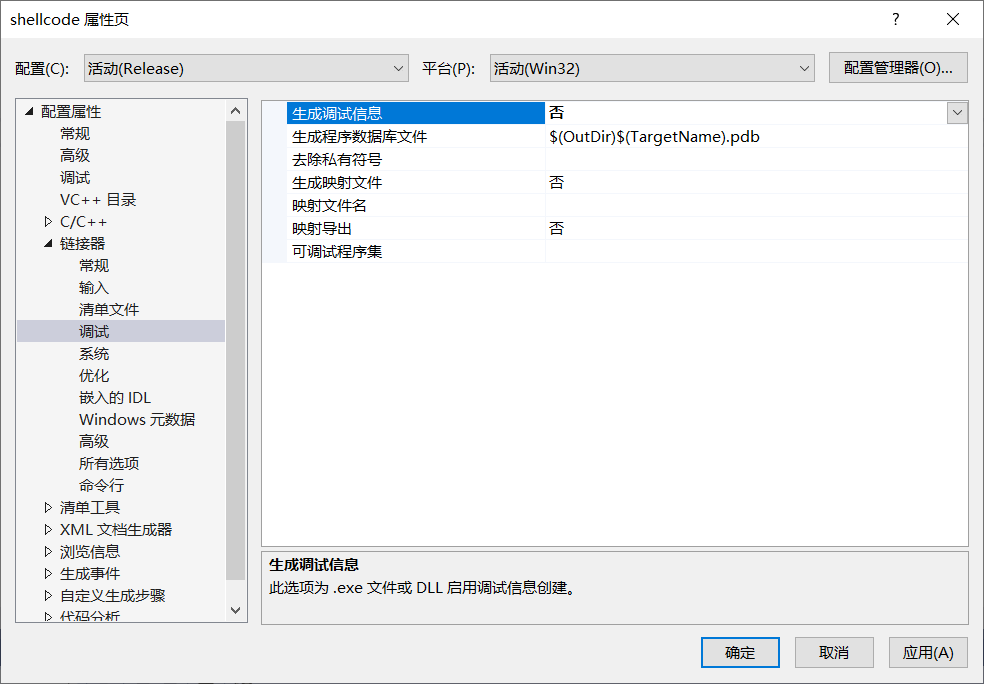 shellcode 属性页
配置(C): 活动(Release) 平台(P): 活动(Win32) 配置管理器(O)...
配置属性
常规
高级
调试
VC++ 目录
C/C++
链接器
常规
输入
清单文件
调试
系统
优化
嵌入的 IDL
Windows 元数据
高级
所有选项
命令行
清单工具
XML 文档生成器
浏览信息
生成事件
自定义生成步骤
代码分析
生成调试信息 否
生成程序数据库文件 $(OutDir)$(TargetName).pdb
去除私有符号
生成映射文件 否
映射文件名
映射导出 否
可调试程序集
生成调试信息
此选项为 .exe 文件或 DLL 启用调试信息创建。
确定 取消 应用(A)